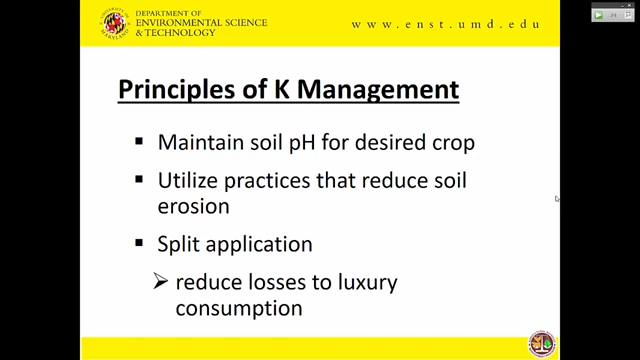 DEPARTMENT OF
ENVIRONMENTAL SCIENCE
& TECHNOLOGY
www.enst.umd.edu
Principles of K Management
▪ Maintain soil pH for desired crop
▪ Utilize practices that reduce soil
erosion
▪ Split application
➢ reduce losses to luxury
consumption